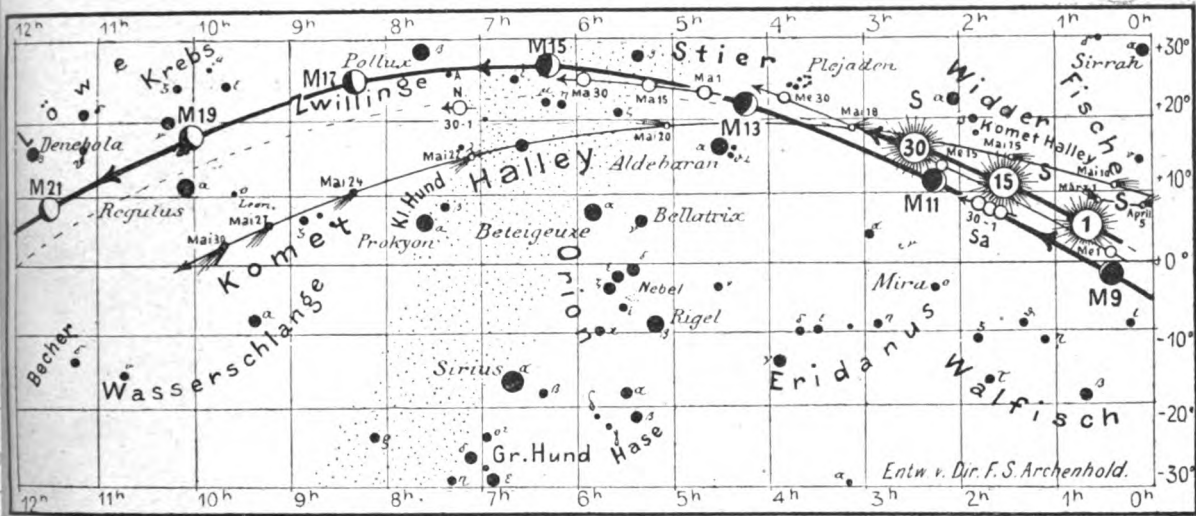 12h 11h 10h 9h 8h 7h 6h 5h 4h 3h 2h 1h 0h
+30°
+20°
+10°
0°
-10°
-20°
-30°
Löwe
Krebs
Denebola
Regulus
M21
M19
M17
Pollux β
Zwillinge
M15
Stier
Plejaden
Widder
Fische
Sirrah
α
30-1
N
Ma 30
Ma 15
Ma 1
Me 30
Mai 18
M13
Aldebaran
Mai 20
Mai 22
Mai 24
Mai 27
Mai 30
Komet Halley
Kl. Hund
Prokyon
Beteigeuze
Bellatrix
Orion
Nebel
Rigel
S
30
15
1
S
S
S
Komet Halley
Mai 15
Mai 10
März 1
April 5
Me 15
Me 1
M11
30 1
Sa
M9
Mira
Becher
Wasserschlange
Sirius α
Eridanus
Walfisch
Gr. Hund
Hase
Entw. v. Dir. F. S. Archenhold.
12h 11h 10h 9h 8h 7h 6h 5h 4h 3h 2h 1h 0h